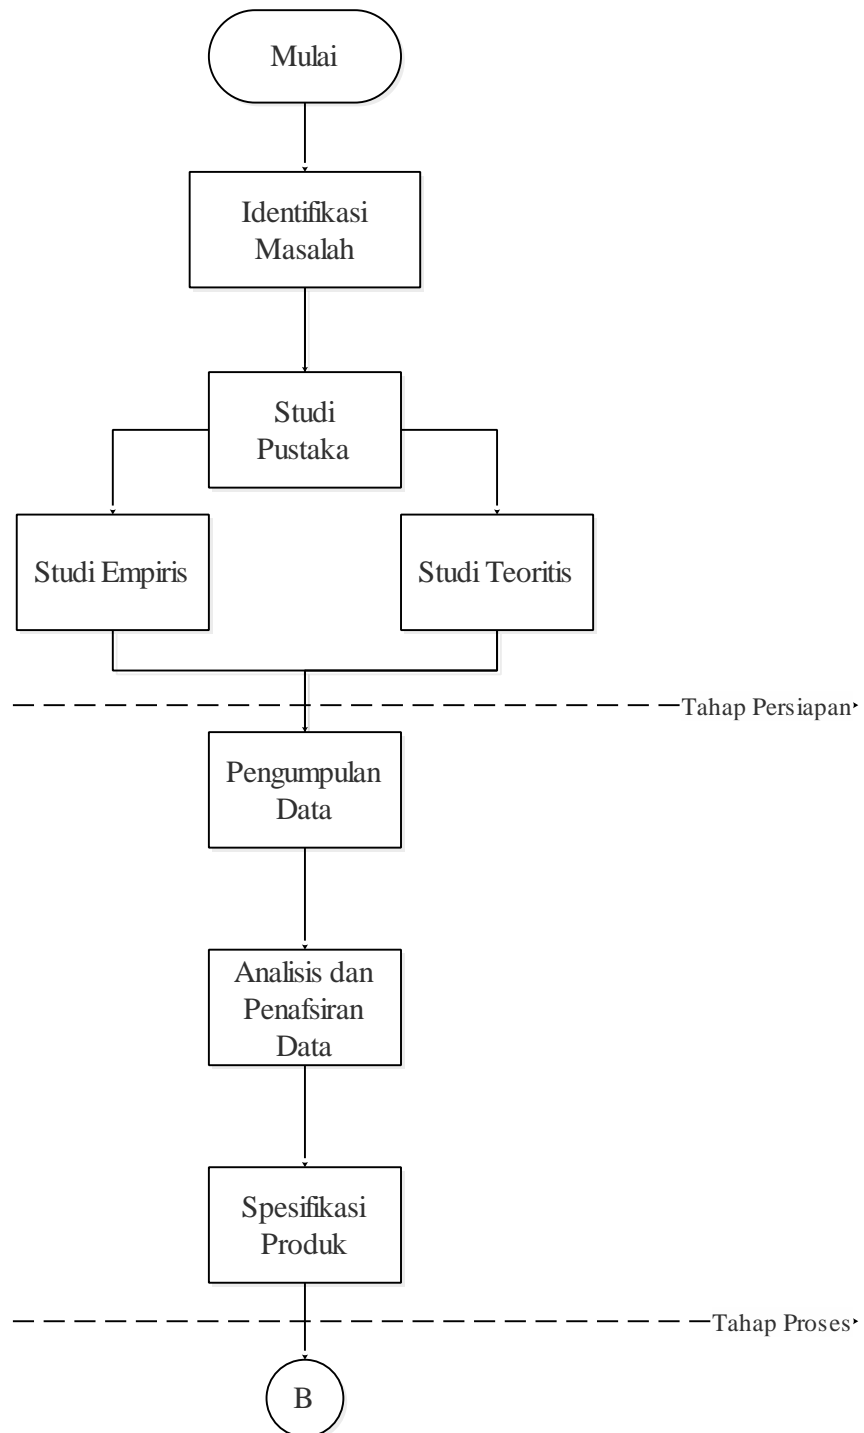 Mulai
Identifikasi
Masalah
Studi
Pustaka
Studi Empiris
Studi Teoritis
Tahap Persiapan
Pengumpulan
Data
Analisis dan
Penafsiran
Data
Spesifikasi
Produk
Tahap Proses
B